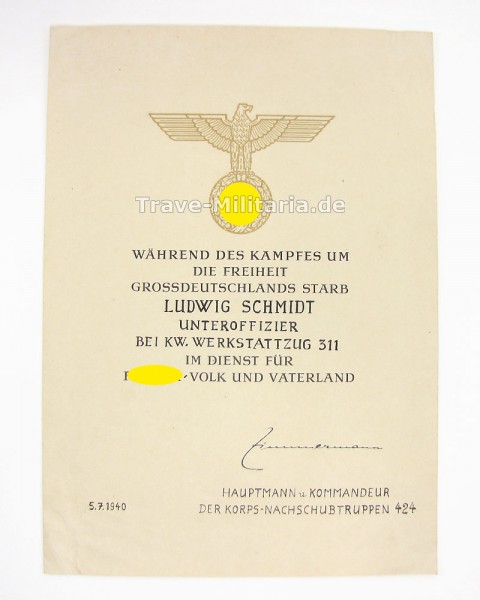 Trave-Militaria.de
WÄHREND DES KAMPFES UM
DIE FREIHEIT
GROSSDEUTSCHLANDS STARB
LUDWIG SCHMIDT
UNTEROFFIZIER
BEI KW. WERKSTATTZUG 311
IM DIENST FÜR
VOLK UND VATERLAND
Zimmermann
HAUPTMANN u. KOMMANDEUR
5.7.1940 DER KORPS-NACHSCHUBTRUPPEN 424